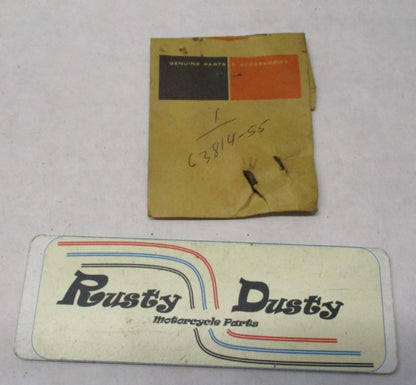 GENUINE PARTS & ACCESSORIES
1
63814-55
Rusty Dusty
Motorcycle Parts